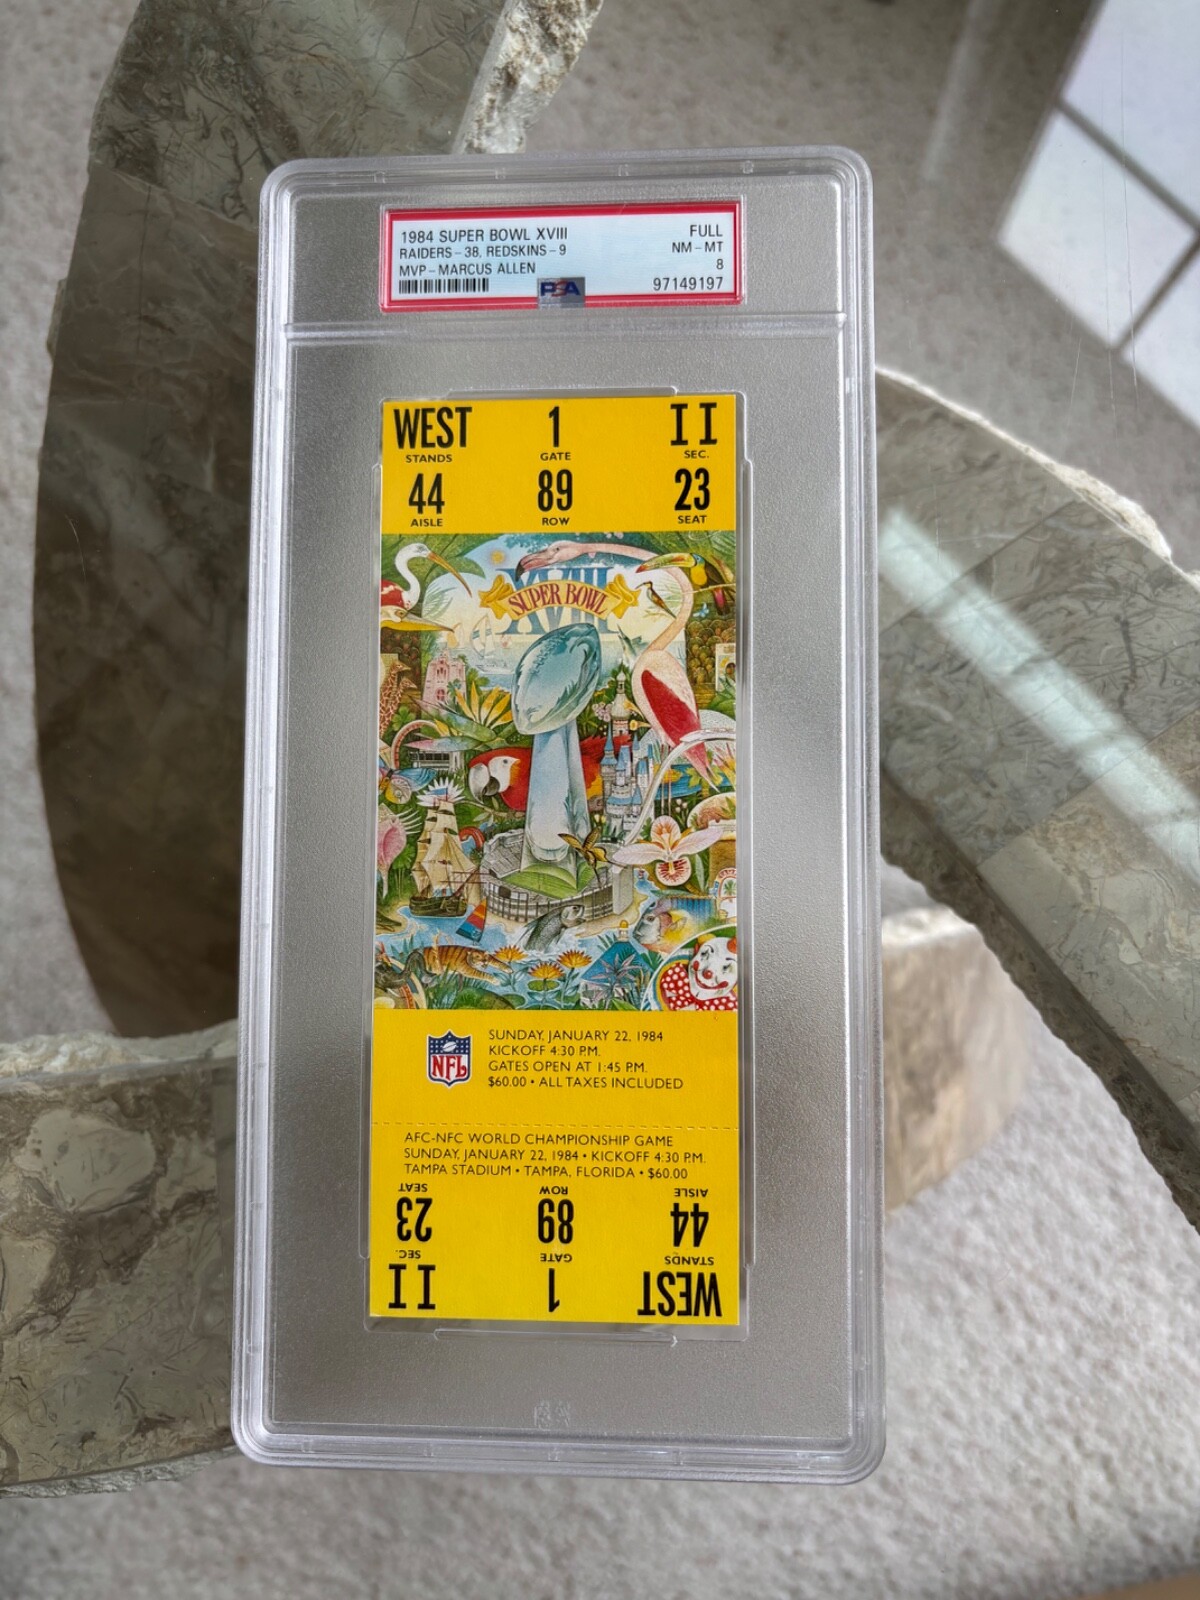 1984 SUPER BOWL XVIII FULL
RAIDERS - 38, REDSKINS - 9 NM - MT
MVP - MARCUS ALLEN 8
PSA 97149197
WEST 1 II
STANDS GATE SEC.
44 89 23
AISLE ROW SEAT
XVIII
SUPER BOWL
XVIII
SUNDAY, JANUARY 22, 1984
KICKOFF 4:30 P.M.
NFL
GATES OPEN AT 1:45 P.M.
$60.00 • ALL TAXES INCLUDED
AFC-NFC WORLD CHAMPIONSHIP GAME
SUNDAY, JANUARY 22, 1984 • KICKOFF 4:30 P.M.
TAMPA STADIUM • TAMPA, FLORIDA • $60.00
SEAT ROW AISLE
23 89 44
SEC. GATE STANDS
II 1 WEST